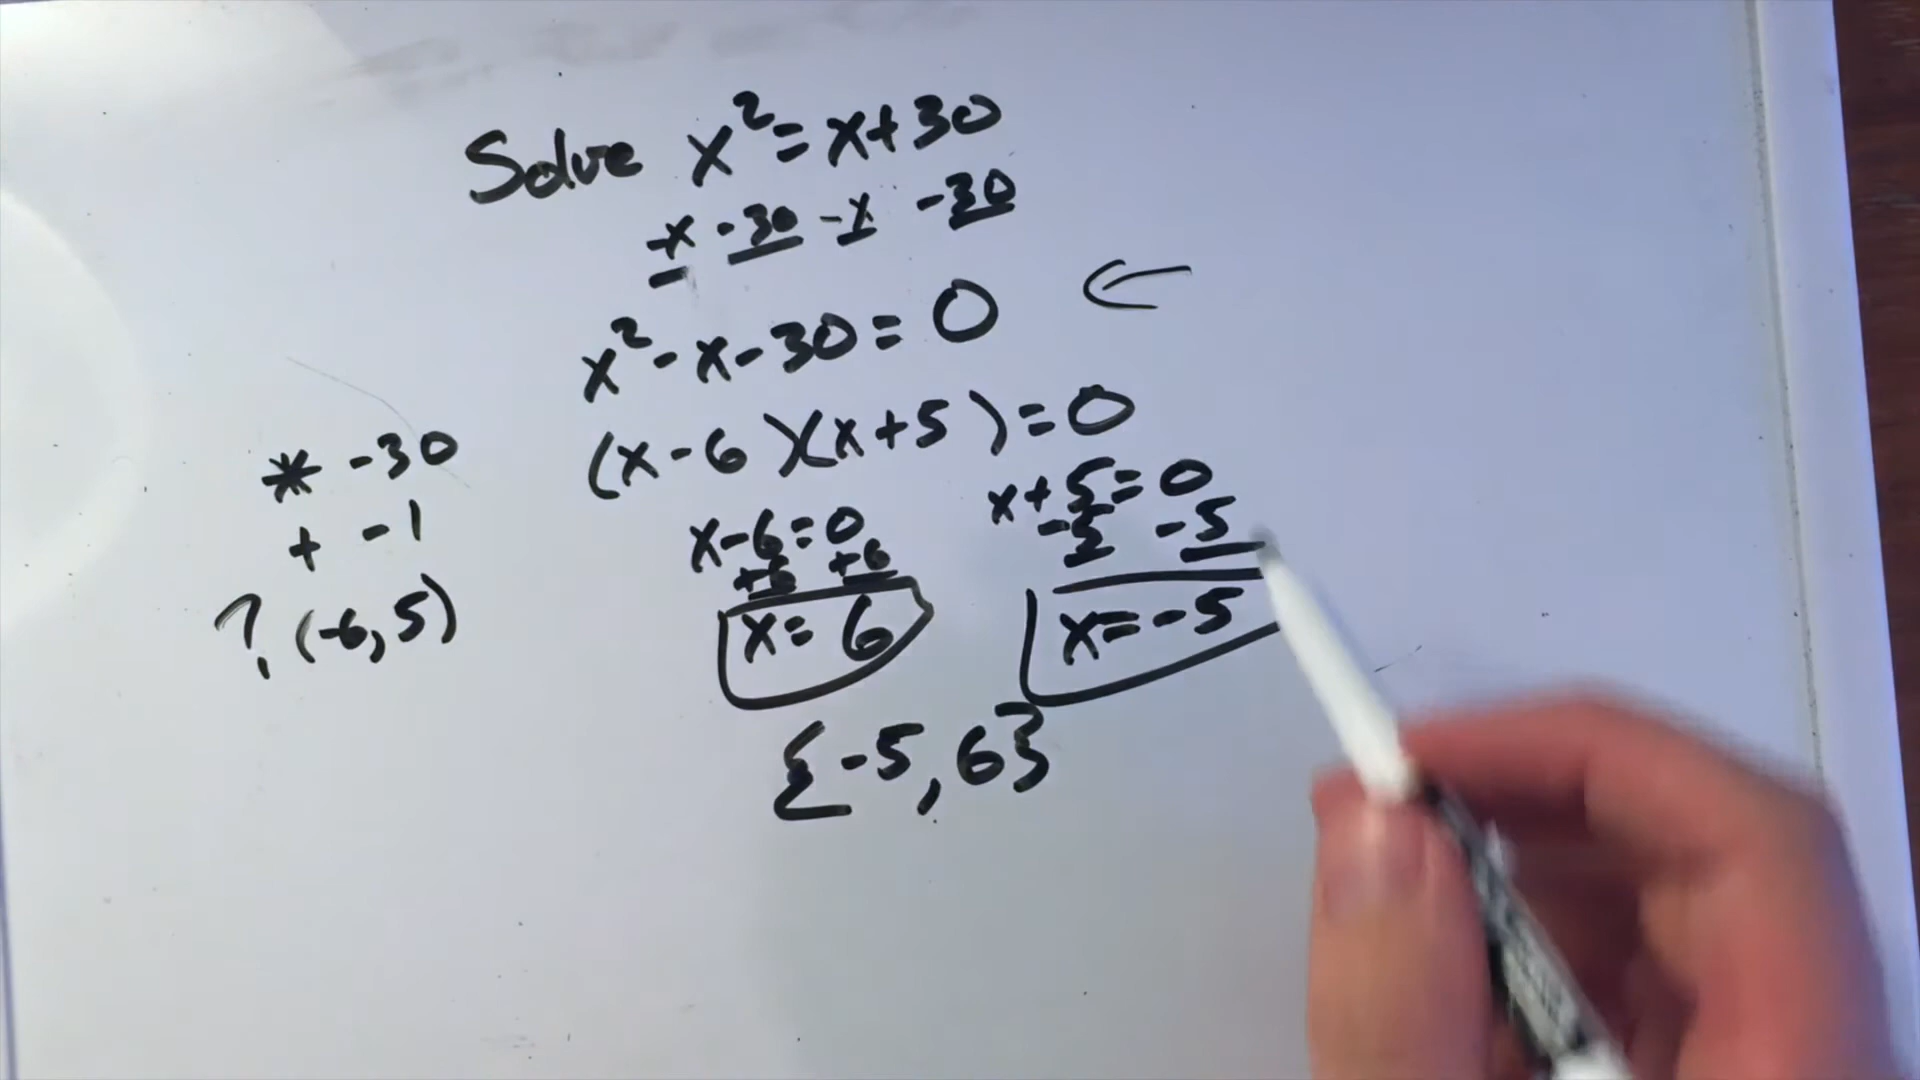 Solve x²=x+30
-x -30 -x -30
x²-x-30=0
(x-6)(x+5)=0
* -30
+ -1
? (-6,5)
x-6=0
+6 +6
x=6
x+5=0
-5 -5
x=-5
{-5,6}